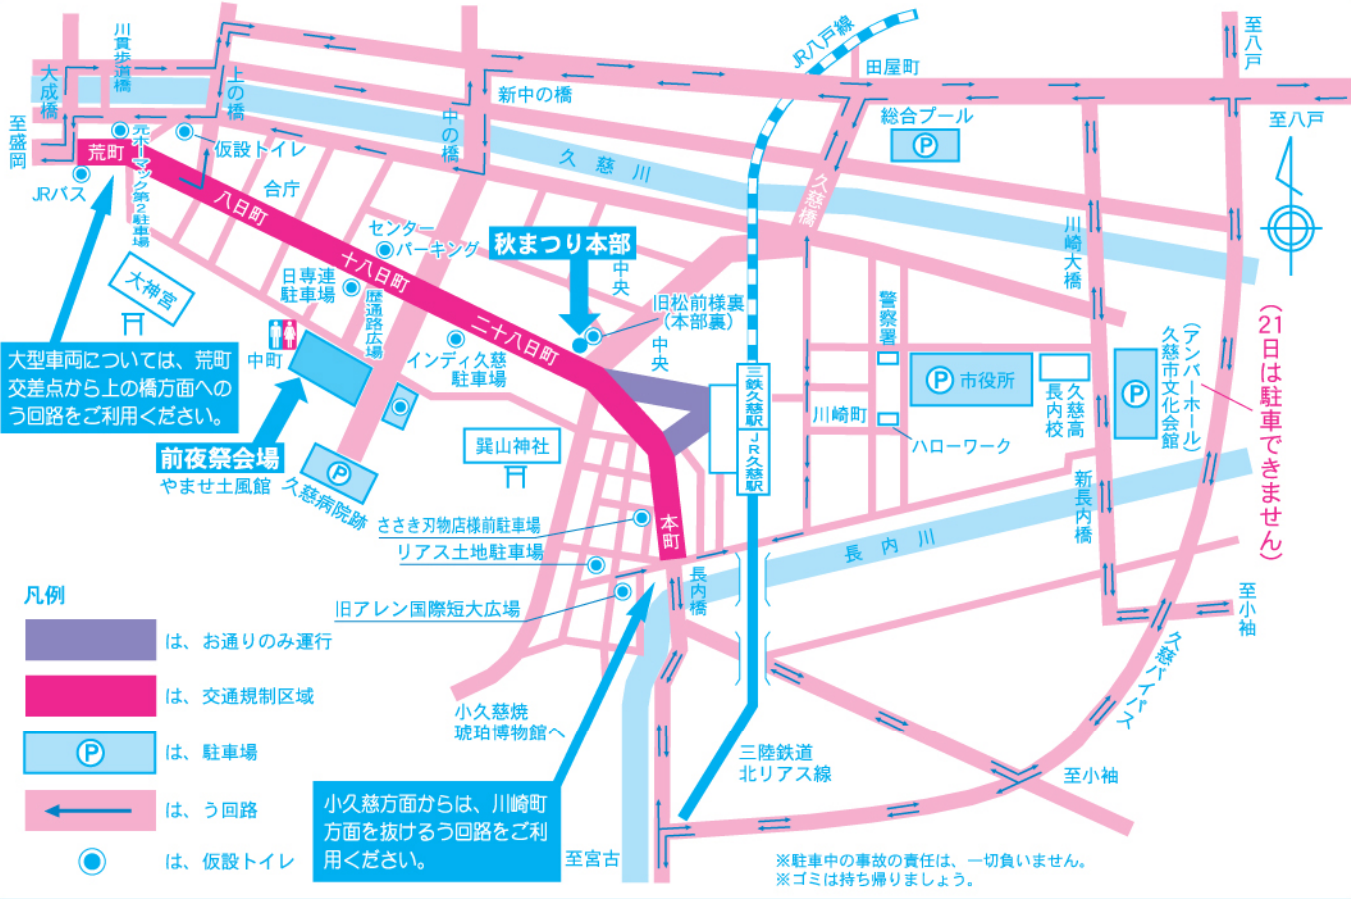 川貫歩道橋
大成橋
上の橋
至盛岡
荒町
元ホーマック第2駐車場
仮設トイレ
JRバス
八日町
合庁
中の橋
新中の橋
久慈川
JR八戸線
田屋町
総合プール
P
至八戸
至八戸
久慈橋
川崎大橋
センター
パーキング
秋まつり本部
中央
十八日町
日専連
駐車場
歴通路広場
大神宮
旧松前様裏
(本部裏)
中央
二十八日町
インディ久慈
駐車場
中町
大型車両については、荒町
交差点から上の橋方面への
う回路をご利用ください。
前夜祭会場
やませ土風館
P
久慈病院跡
巽山神社
三鉄久慈駅
JR久慈駅
警察署
P 市役所
川崎町
ハローワーク
久慈高
長内校
P
久慈市文化会館
(アンバーホール)
(21日は駐車できません)
新長内橋
ささき刃物店様前駐車場
リアス土地駐車場
旧アレン国際短大広場
本町
長内橋
長内川
至小袖
久慈バイパス
至小袖
小久慈焼
琥珀博物館へ
三陸鉄道
北リアス線
小久慈方面からは、川崎町
方面を抜けるう回路をご利
用ください。
至宮古
凡例
は、お通りのみ運行
は、交通規制区域
P は、駐車場
は、う回路
は、仮設トイレ
※駐車中の事故の責任は、一切負いません。
※ゴミは持ち帰りましょう。